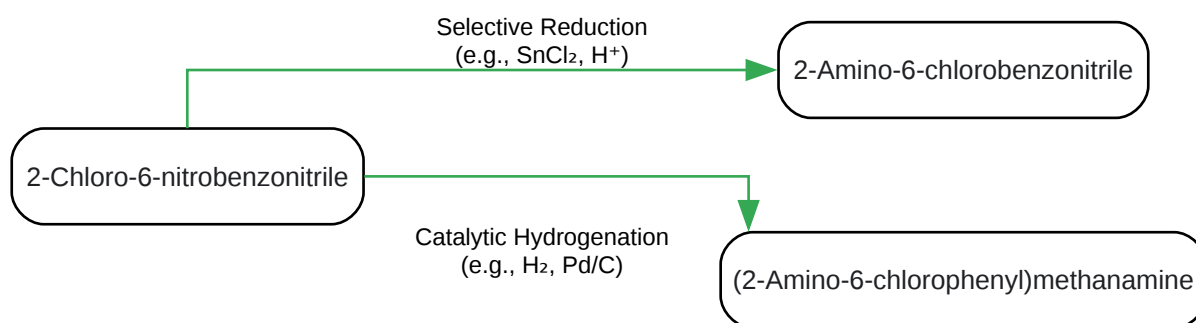 Selective Reduction
(e.g., SnCl₂, H⁺)
2-Amino-6-chlorobenzonitrile
2-Chloro-6-nitrobenzonitrile
Catalytic Hydrogenation
(e.g., H₂, Pd/C)
(2-Amino-6-chlorophenyl)methanamine